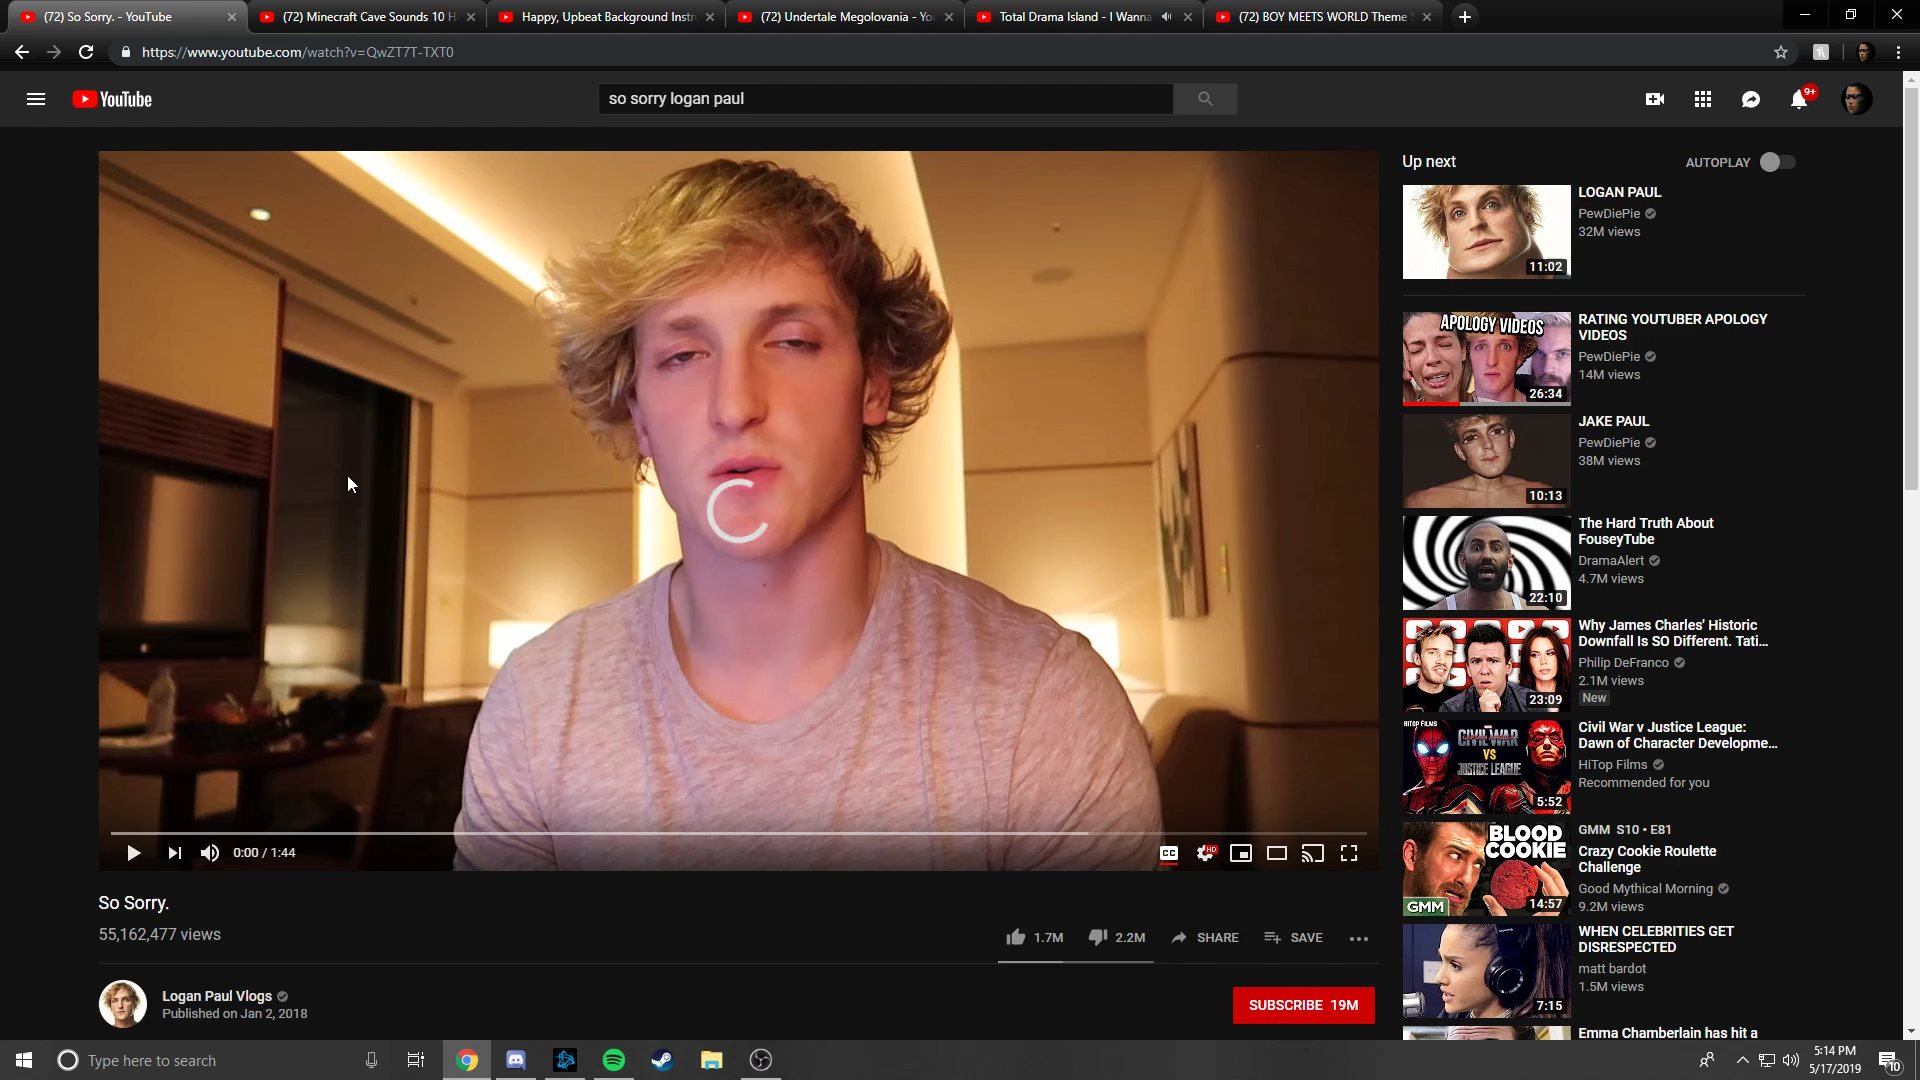 (72) So Sorry. - YouTube
(72) Minecraft Cave Sounds 10 H
Happy, Upbeat Background Instr
(72) Undertale Megolovania - Yo
Total Drama Island - I Wanna
(72) BOY MEETS WORLD Theme
https://www.youtube.com/watch?v=QwZT7T-TXT0
YouTube
so sorry logan paul
9+
0:00 / 1:44
CC
HD
So Sorry.
55,162,477 views
1.7M
2.2M
SHARE
SAVE
Logan Paul Vlogs
Published on Jan 2, 2018
SUBSCRIBE 19M
Up next
AUTOPLAY
11:02
LOGAN PAUL
PewDiePie
32M views
APOLOGY VIDEOS
26:34
RATING YOUTUBER APOLOGY
VIDEOS
PewDiePie
14M views
10:13
JAKE PAUL
PewDiePie
38M views
22:10
The Hard Truth About
FouseyTube
DramaAlert
4.7M views
23:09
Why James Charles' Historic
Downfall Is SO Different. Tati...
Philip DeFranco
2.1M views
New
HITOP FILMS
CIVIL WAR
VS
JUSTICE LEAGUE
5:52
Civil War v Justice League:
Dawn of Character Developme...
HiTop Films
Recommended for you
BLOOD
COOKIE
GMM
14:57
GMM S10 • E81
Crazy Cookie Roulette
Challenge
Good Mythical Morning
9.2M views
7:15
WHEN CELEBRITIES GET
DISRESPECTED
matt bardot
1.5M views
Emma Chamberlain has hit a
Type here to search
5:14 PM
5/17/2019
10